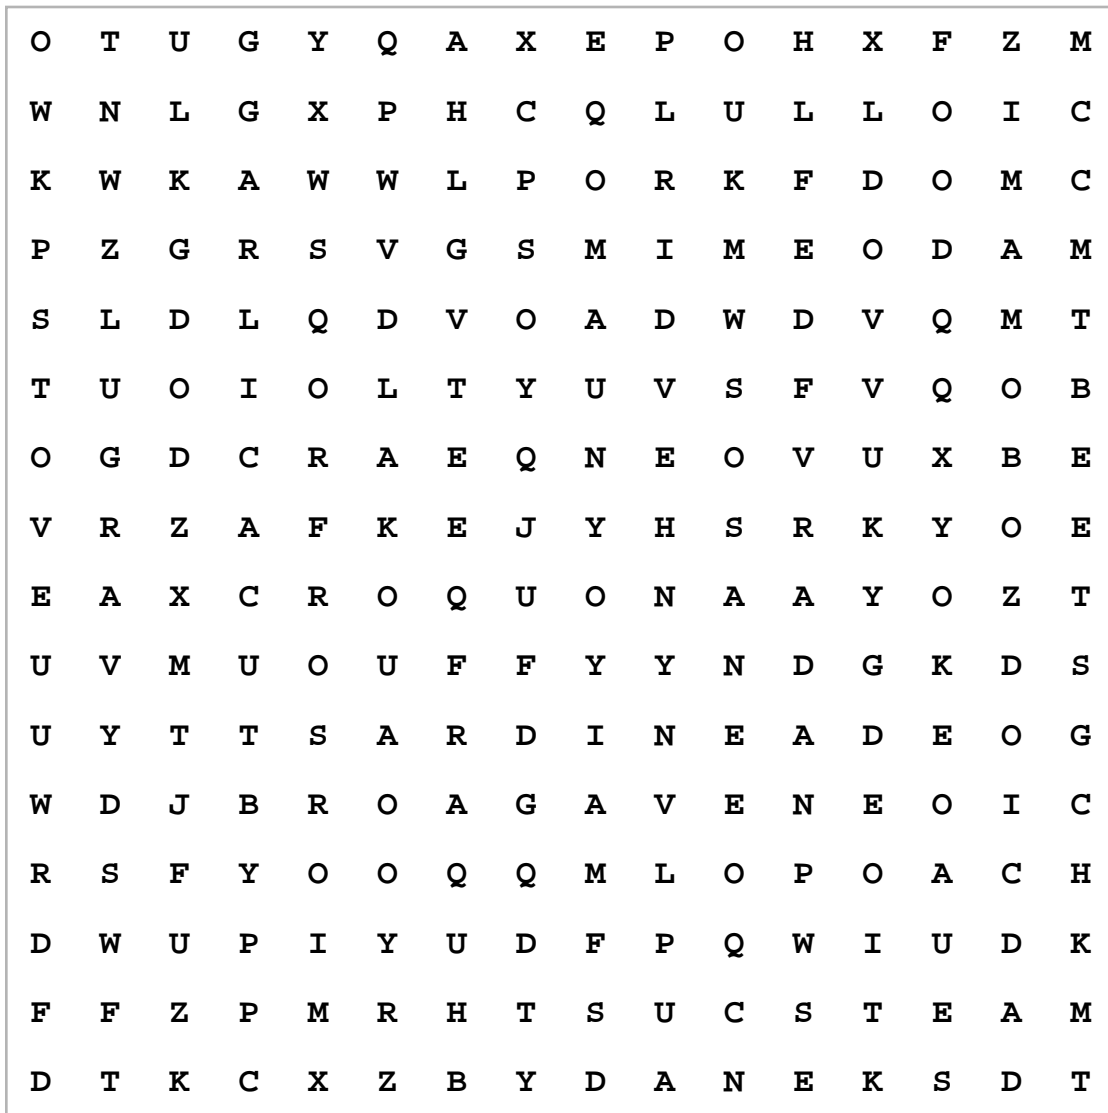 O T U G Y Q A X E P O H X F Z M
W N L G X P H C Q L U L L O I C
K W K A W W L P O R K F D O M C
P Z G R S V G S M I M E O D A M
S L D L Q D V O A D W D V Q M T
T U O I O L T Y U V S F V Q O B
O G D C R A E Q N E O V U X B E
V R Z A F K E J Y H S R K Y O E
E A X C R O Q U O N A A Y O Z T
U V M U O U F F Y Y N D G K D S
U Y T T S A R D I N E A D E O G
W D J B R O A G A V E N E O I C
R S F Y O O Q Q M L O P O A C H
D W U P I Y U D F P Q W I U D K
F F Z P M R H T S U C S T E A M
D T K C X Z B Y D A N E K S D T